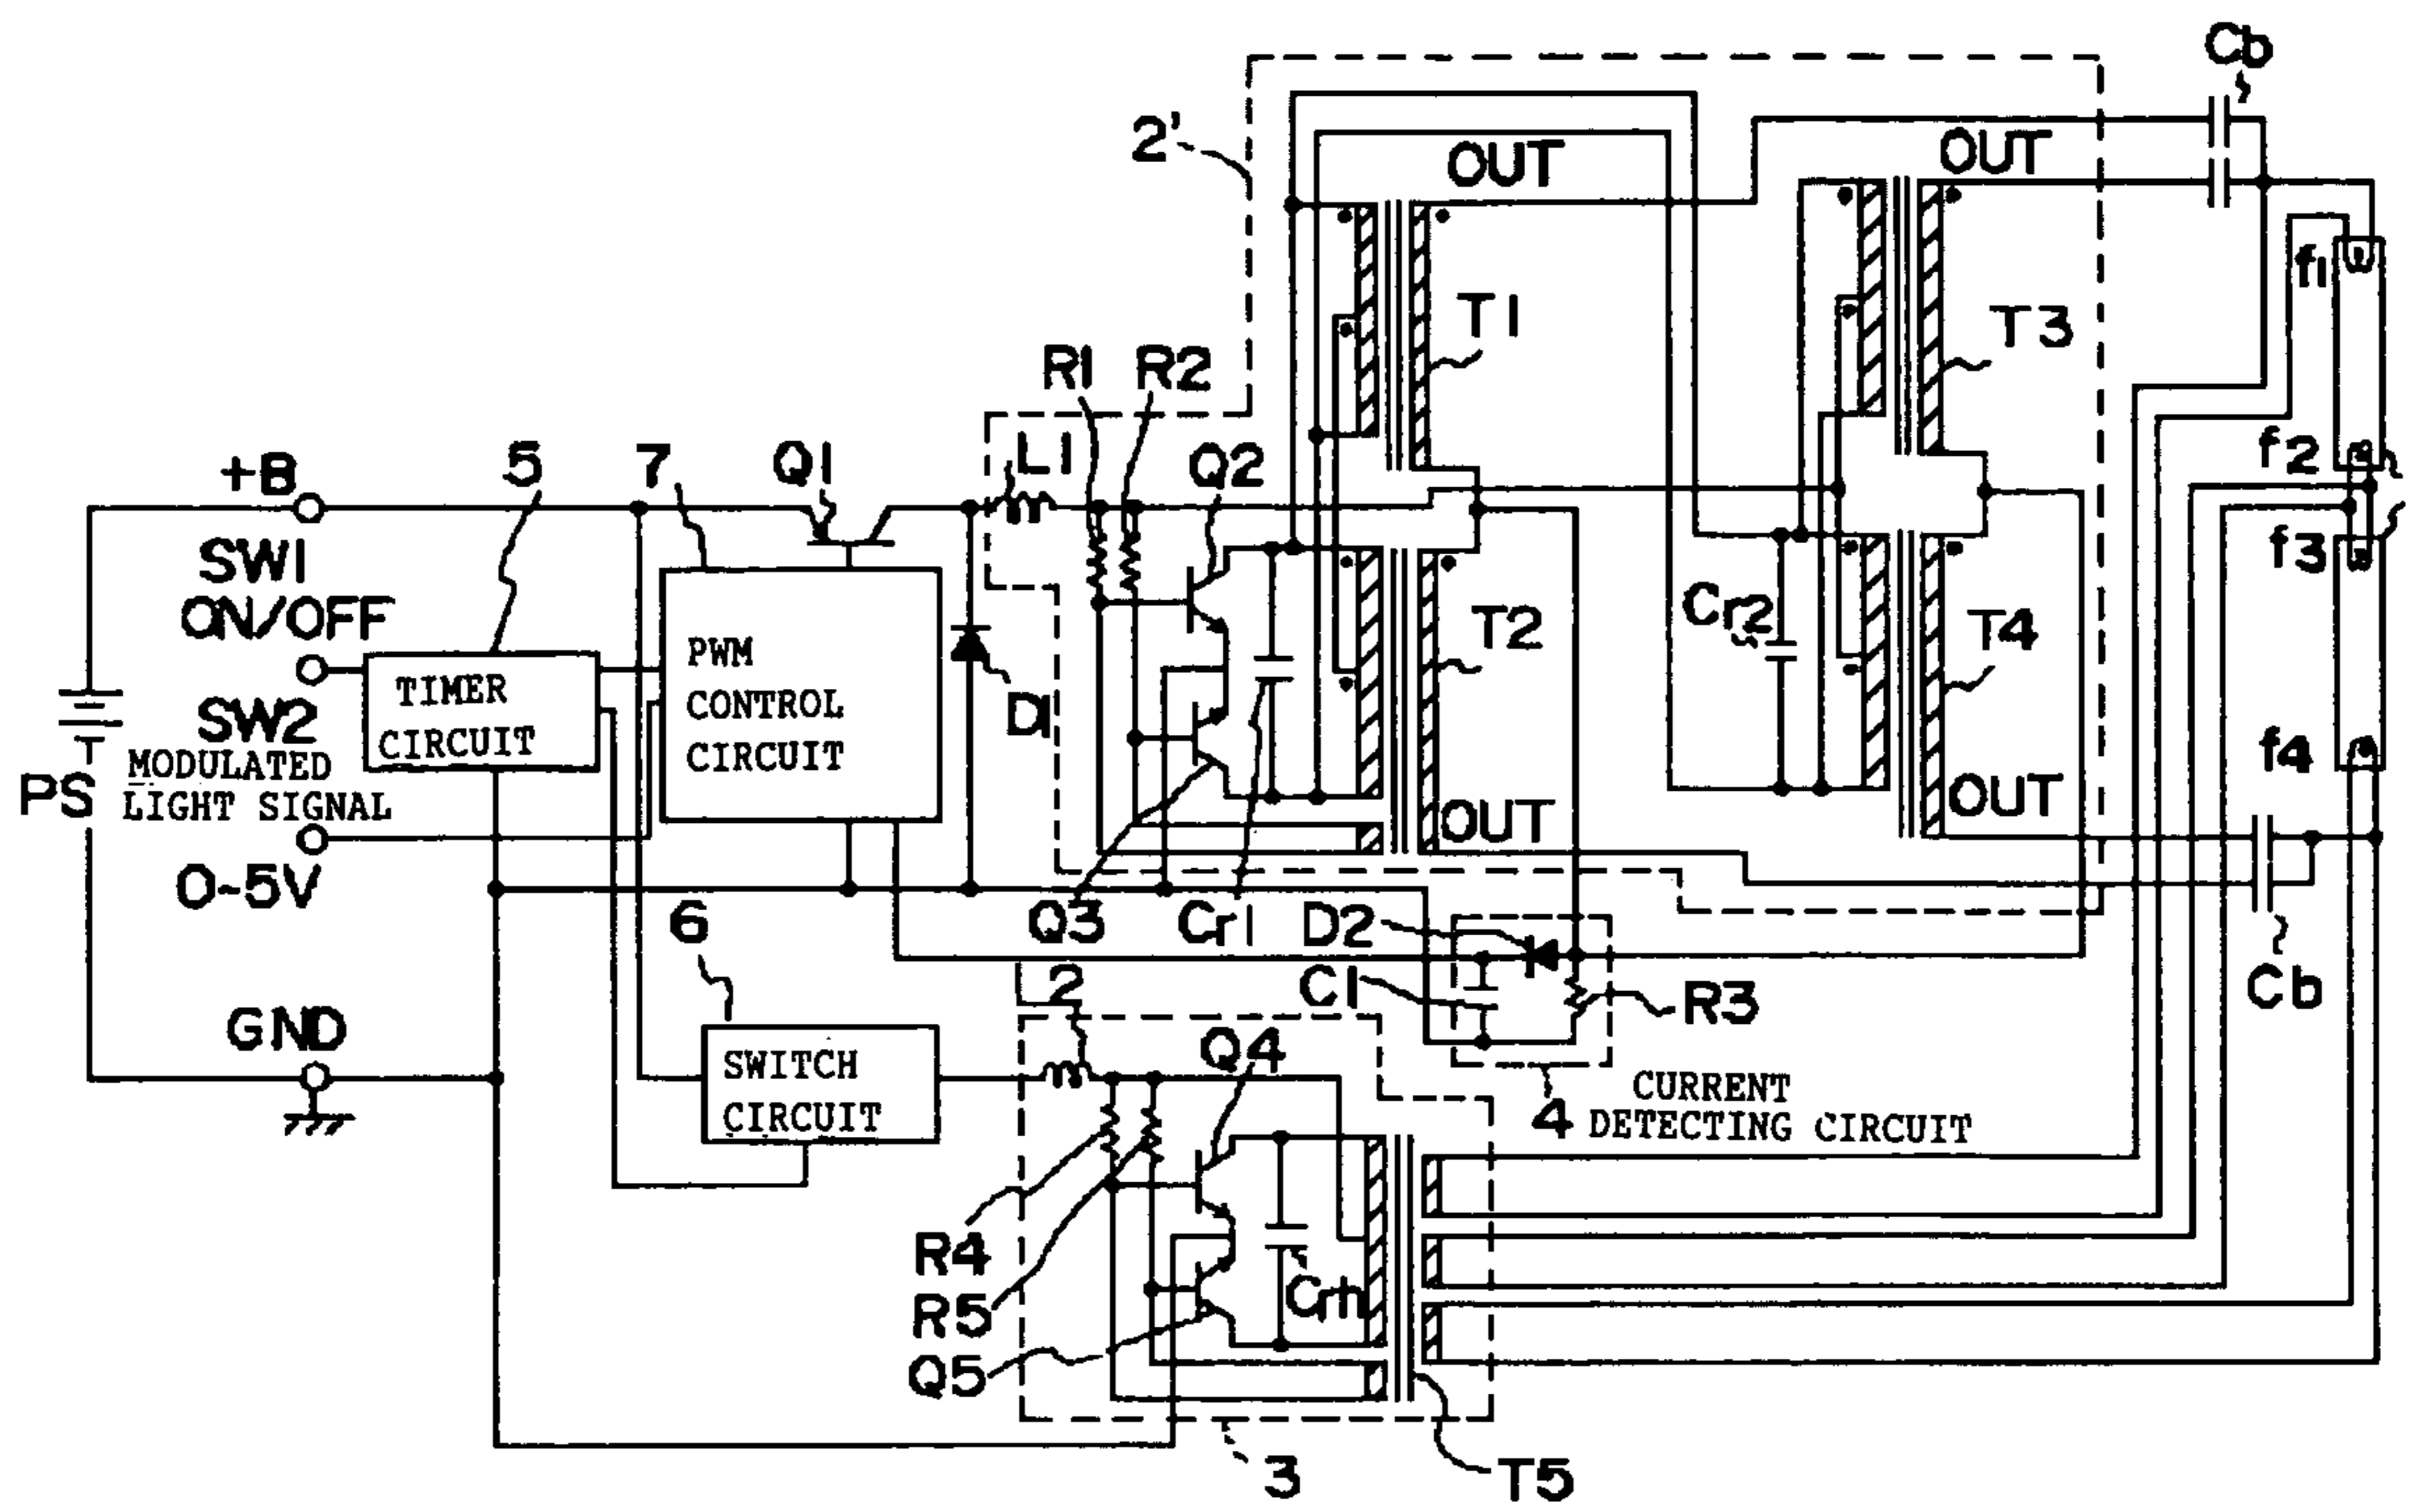 Cb
2'
OUT
OUT
f1
T1
T3
R1
R2
L1
Q2
+B
5
7
Q1
f2
SW1
ON/OFF
f3
Cr2
T2
T4
PWM
CONTROL
CIRCUIT
TIMER
CIRCUIT
D1
SW2
MODULATED
LIGHT SIGNAL
PS
f4
OUT
OUT
0-5V
6
Q3
Cr1
D2
Cb
C1
R3
L2
GND
SWITCH
CIRCUIT
Q4
4
CURRENT
DETECTING CIRCUIT
R4
R5
Crh
Q5
3
T5